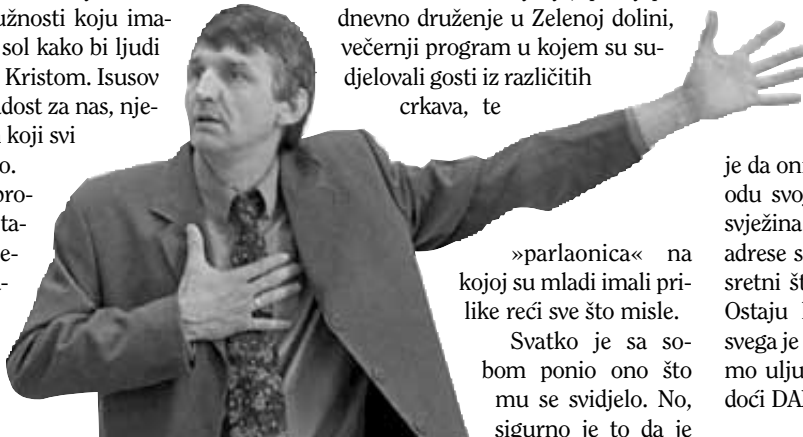 užnosti koju ima-
sol kako bi ljudi
Kristom. Isusov
dost za nas, nje-
koji svi
o.
pro-
ta-
e-
dnevno druženje u Zelenoj dolini,
večernji program u kojem su su-
djelovali gosti iz različitih
crkava, te
»parlaonica« na
kojoj su mladi imali pri-
like reći sve što misle.
Svatko je sa so-
bom ponio ono što
mu se svidjelo. No,
sigurno je to da je
je da on
odu svo
svježina
adrese s
sretni št
Ostaju
svega je
mo ulju
doći DA